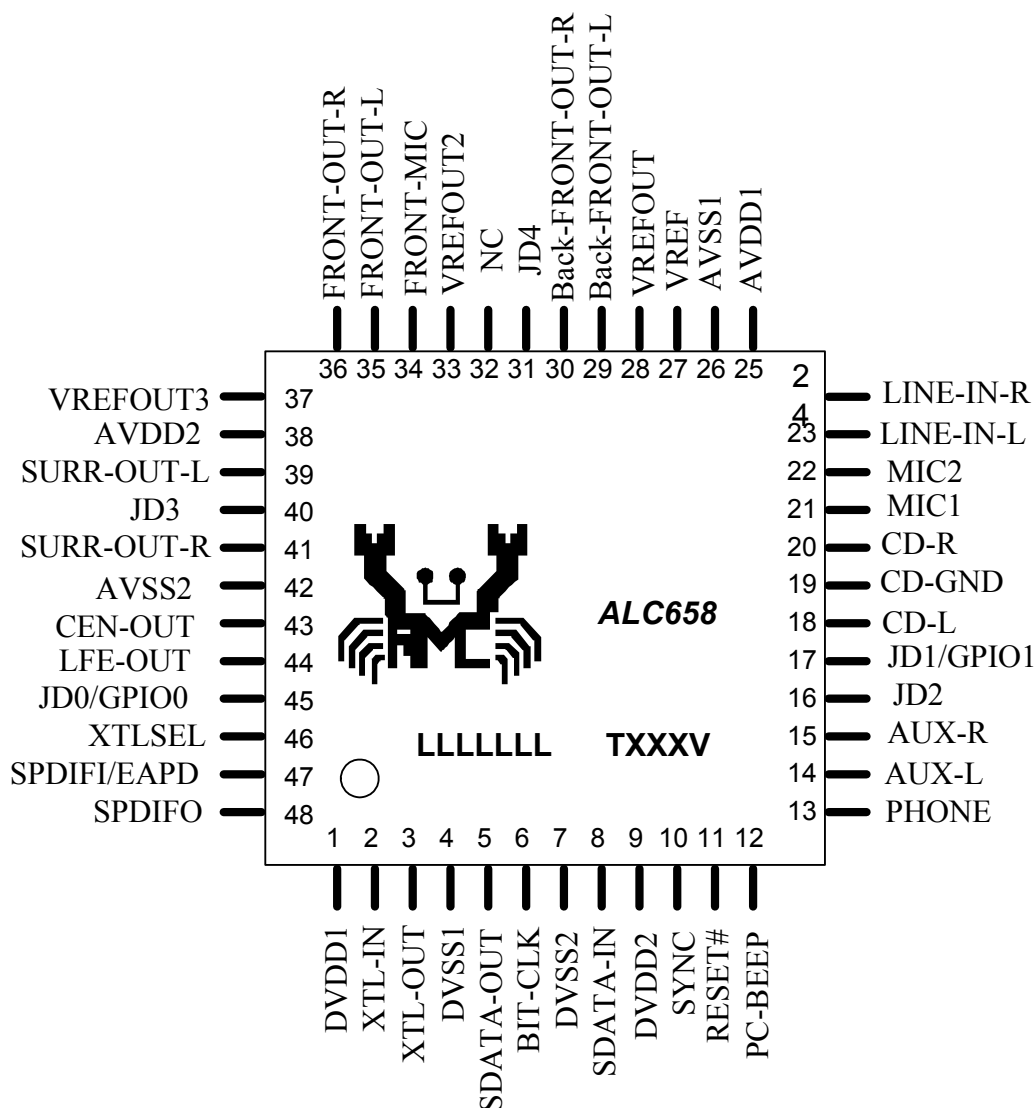 FRONT-OUT-R
FRONT-OUT-L
FRONT-MIC
VREFOUT2
NC
JD4
Back-FRONT-OUT-R
Back-FRONT-OUT-L
VREFOUT
VREF
AVSS1
AVDD1
36 35 34 33 32 31 30 29 28 27 26 25
VREFOUT3 37
AVDD2 38
SURR-OUT-L 39
JD3 40
SURR-OUT-R 41
AVSS2 42
CEN-OUT 43
LFE-OUT 44
JD0/GPIO0 45
XTLSEL 46
SPDIFI/EAPD 47
SPDIFO 48
ALC658
LLLLLLL TXXXV
2
4
LINE-IN-R
23 LINE-IN-L
22 MIC2
21 MIC1
20 CD-R
19 CD-GND
18 CD-L
17 JD1/GPIO1
16 JD2
15 AUX-R
14 AUX-L
13 PHONE
1 2 3 4 5 6 7 8 9 10 11 12
DVDD1
XTL-IN
XTL-OUT
DVSS1
SDATA-OUT
BIT-CLK
DVSS2
SDATA-IN
DVDD2
SYNC
RESET#
PC-BEEP